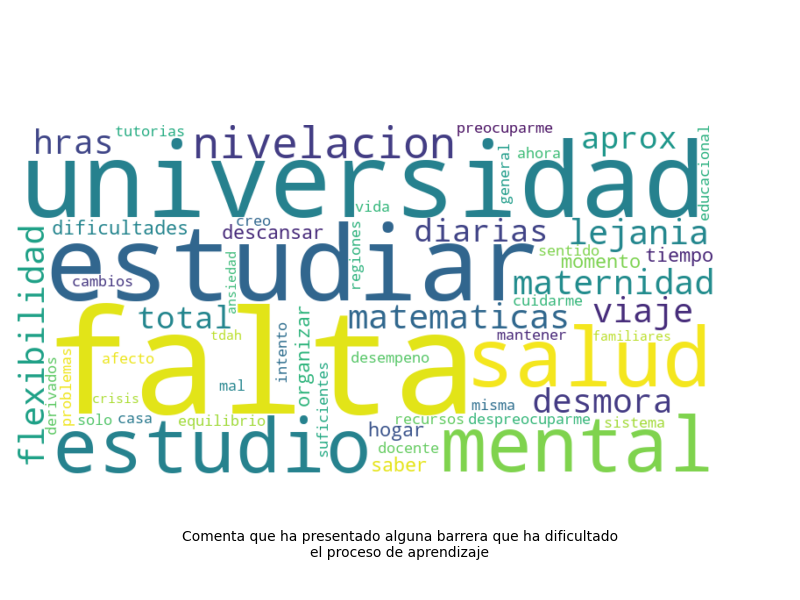 tutorias
preocuparme
hras
nivelacion
aprox
ahora
general
educacional
universidad
vida
creo
dificultades
descansar
diarias
lejania
regiones
sentido
estudiar
momento
tiempo
flexibilidad
ansiedad
cambios
maternidad
cuidarme
total
matematicas
viaje
falta
organizar
tdah
intento
mantener
familiares
salud
problemas
afecto
desempeno
derivados
mal
crisis
desmora
misma
solo
casa
equilibrio
suficientes
hogar
recursos
despreocuparme
sistema
estudio
docente
mental
saber
Comenta que ha presentado alguna barrera que ha dificultado
el proceso de aprendizaje